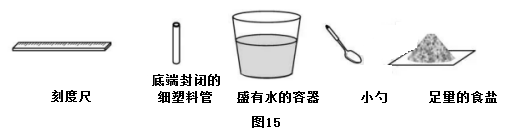 刻度尺
底端封闭的
细塑料管
盛有水的容器
小勺
足量的食盐
图15